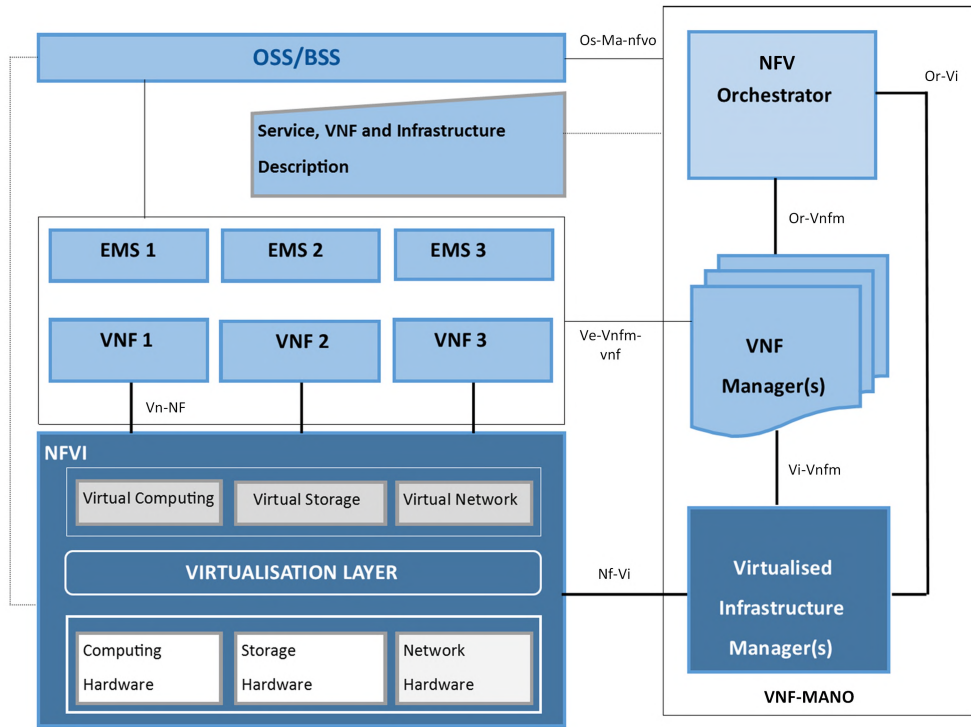 OSS/BSS
Os-Ma-nfvo
NFV
Orchestrator
Or-Vi
Service, VNF and Infrastructure
Description
Or-Vnfm
EMS 1
EMS 2
EMS 3
VNF 1
VNF 2
VNF 3
Ve-Vnfm-
vnf
VNF
Manager(s)
Vn-NF
NFVI
Vi-Vnfm
Virtual Computing
Virtual Storage
Virtual Network
VIRTUALISATION LAYER
Nf-Vi
Virtualised
Infrastructure
Manager(s)
Computing
Hardware
Storage
Hardware
Network
Hardware
VNF-MANO